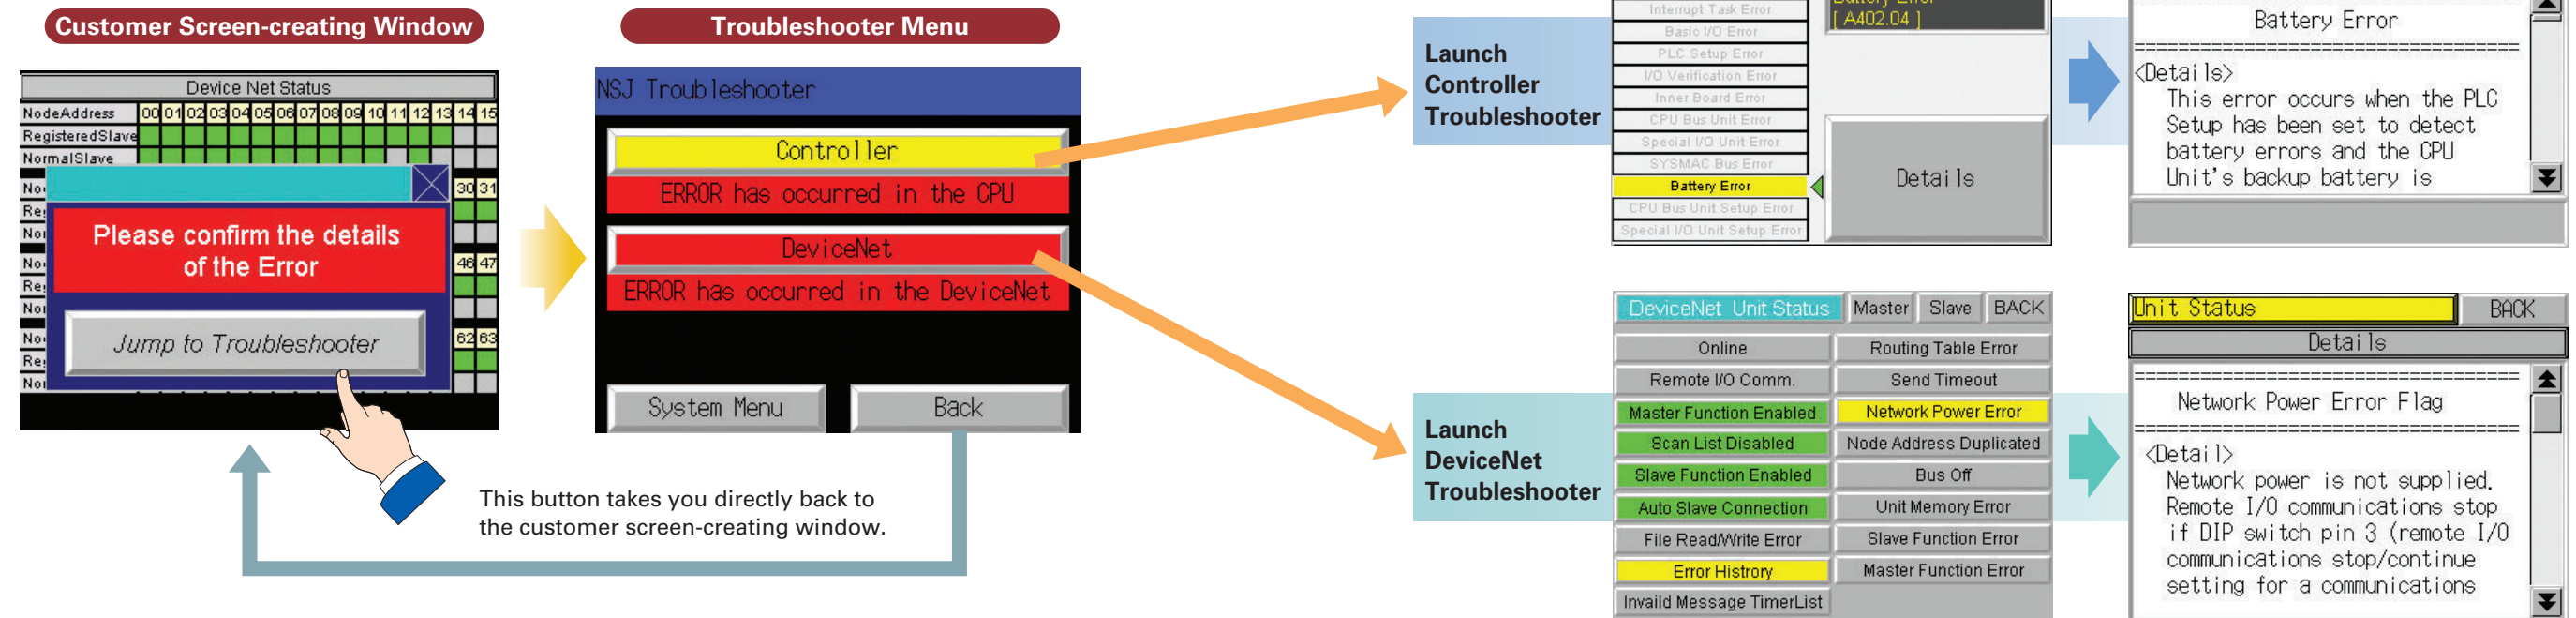 Customer Screen-creating Window
Device Net Status
NodeAddress 00 01 02 03 04 05 06 07 08 09 10 11 12 13 14 15
RegisteredSlave
NormalSlave
30 31
46 47
62 63
Please confirm the details
of the Error
Jump to Troubleshooter
This button takes you directly back to
the customer screen-creating window.
Troubleshooter Menu
NSJ Troubleshooter
Controller
ERROR has occurred in the CPU
DeviceNet
ERROR has occurred in the DeviceNet
System Menu
Back
Launch
Controller
Troubleshooter
Interrupt Task Error
Basic I/O Error
PLC Setup Error
I/O Verification Error
Inner Board Error
CPU Bus Unit Error
Special I/O Unit Error
SYSMAC Bus Error
Battery Error
CPU Bus Unit Setup Error
Special I/O Unit Setup Error
Battery Error
[ A402.04 ]
Details
Battery Error
<Details>
This error occurs when the PLC
Setup has been set to detect
battery errors and the CPU
Unit's backup battery is
Launch
DeviceNet
Troubleshooter
DeviceNet Unit Status Master Slave BACK
Online Routing Table Error
Remote I/O Comm. Send Timeout
Master Function Enabled Network Power Error
Scan List Disabled Node Address Duplicated
Slave Function Enabled Bus Off
Auto Slave Connection Unit Memory Error
File Read/Write Error Slave Function Error
Error Histrory Master Function Error
Invaild Message TimerList
Unit Status BACK
Details
Network Power Error Flag
<Detail>
Network power is not supplied.
Remote I/O communications stop
if DIP switch pin 3 (remote I/O
communications stop/continue
setting for a communications